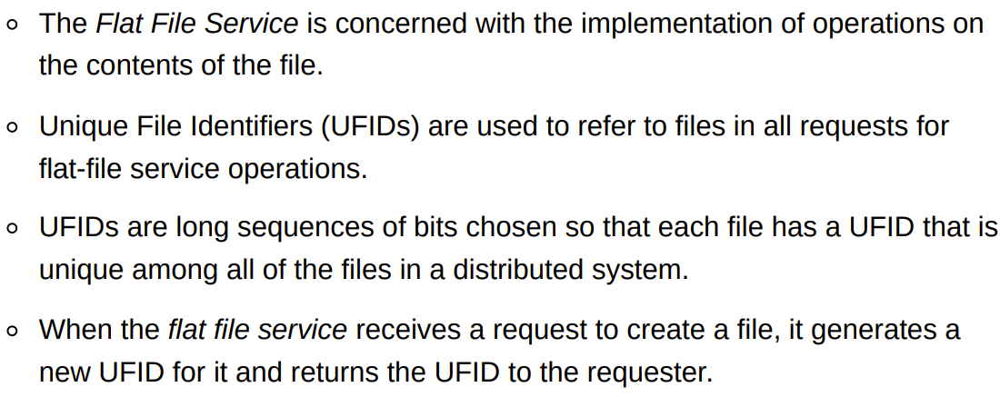 ◦ The Flat File Service is concerned with the implementation of operations on
the contents of the file.
◦ Unique File Identifiers (UFIDs) are used to refer to files in all requests for
flat-file service operations.
◦ UFIDs are long sequences of bits chosen so that each file has a UFID that is
unique among all of the files in a distributed system.
◦ When the flat file service receives a request to create a file, it generates a
new UFID for it and returns the UFID to the requester.